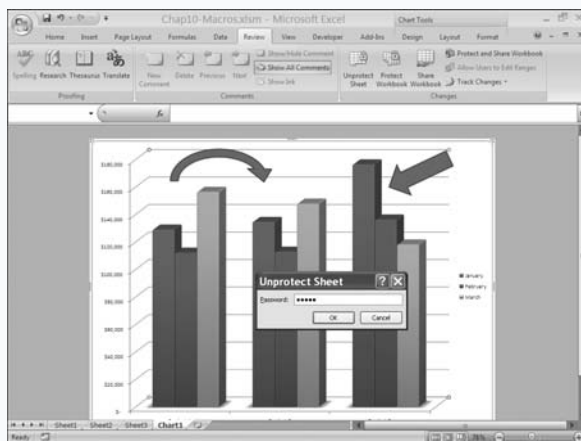 Chap10-Macros.xlsm - Microsoft Excel
Chart Tools
Home Insert Page Layout Formulas Data Review View Developer Add-Ins Design Layout Format
ABC
Spelling Research Thesaurus Translate
New Comment Delete Previous Next
Show/Hide Comment
Show All Comments
Show Ink
Unprotect Sheet Protect Workbook Share Workbook
Protect and Share Workbook
Allow Users to Edit Ranges
Track Changes
Proofing Comments Changes
fx
$180,000
$160,000
$140,000
$120,000
$100,000
$80,000
$60,000
$40,000
$20,000
$-
January
February
March
Unprotect Sheet
Password: •••••
OK Cancel
Sheet1 Sheet2 Sheet3 Chart1
Ready